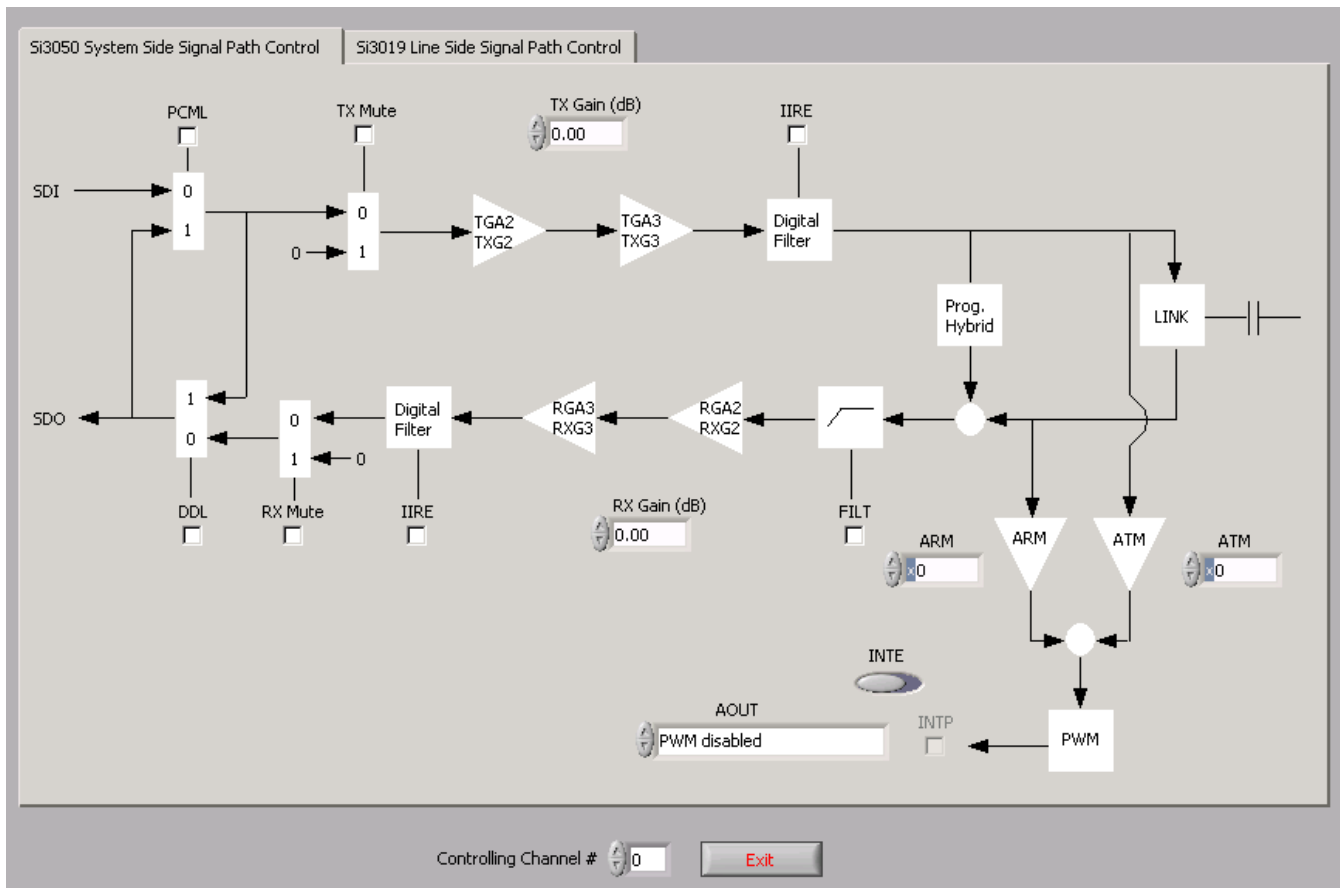 Si3050 System Side Signal Path Control
Si3019 Line Side Signal Path Control
PCML
TX Mute
TX Gain (dB)
0.00
IIRE
SDI
0
1
0
1
0
TGA2
TXG2
TGA3
TXG3
Digital
Filter
Prog.
Hybrid
LINK
SDO
1
0
0
1
0
Digital
Filter
RGA3
RXG3
RGA2
RXG2
DDL
RX Mute
IIRE
RX Gain (dB)
0.00
FILT
ARM
x0
ARM
ATM
ATM
x0
INTE
AOUT
PWM disabled
INTP
PWM
Controlling Channel #
0
Exit